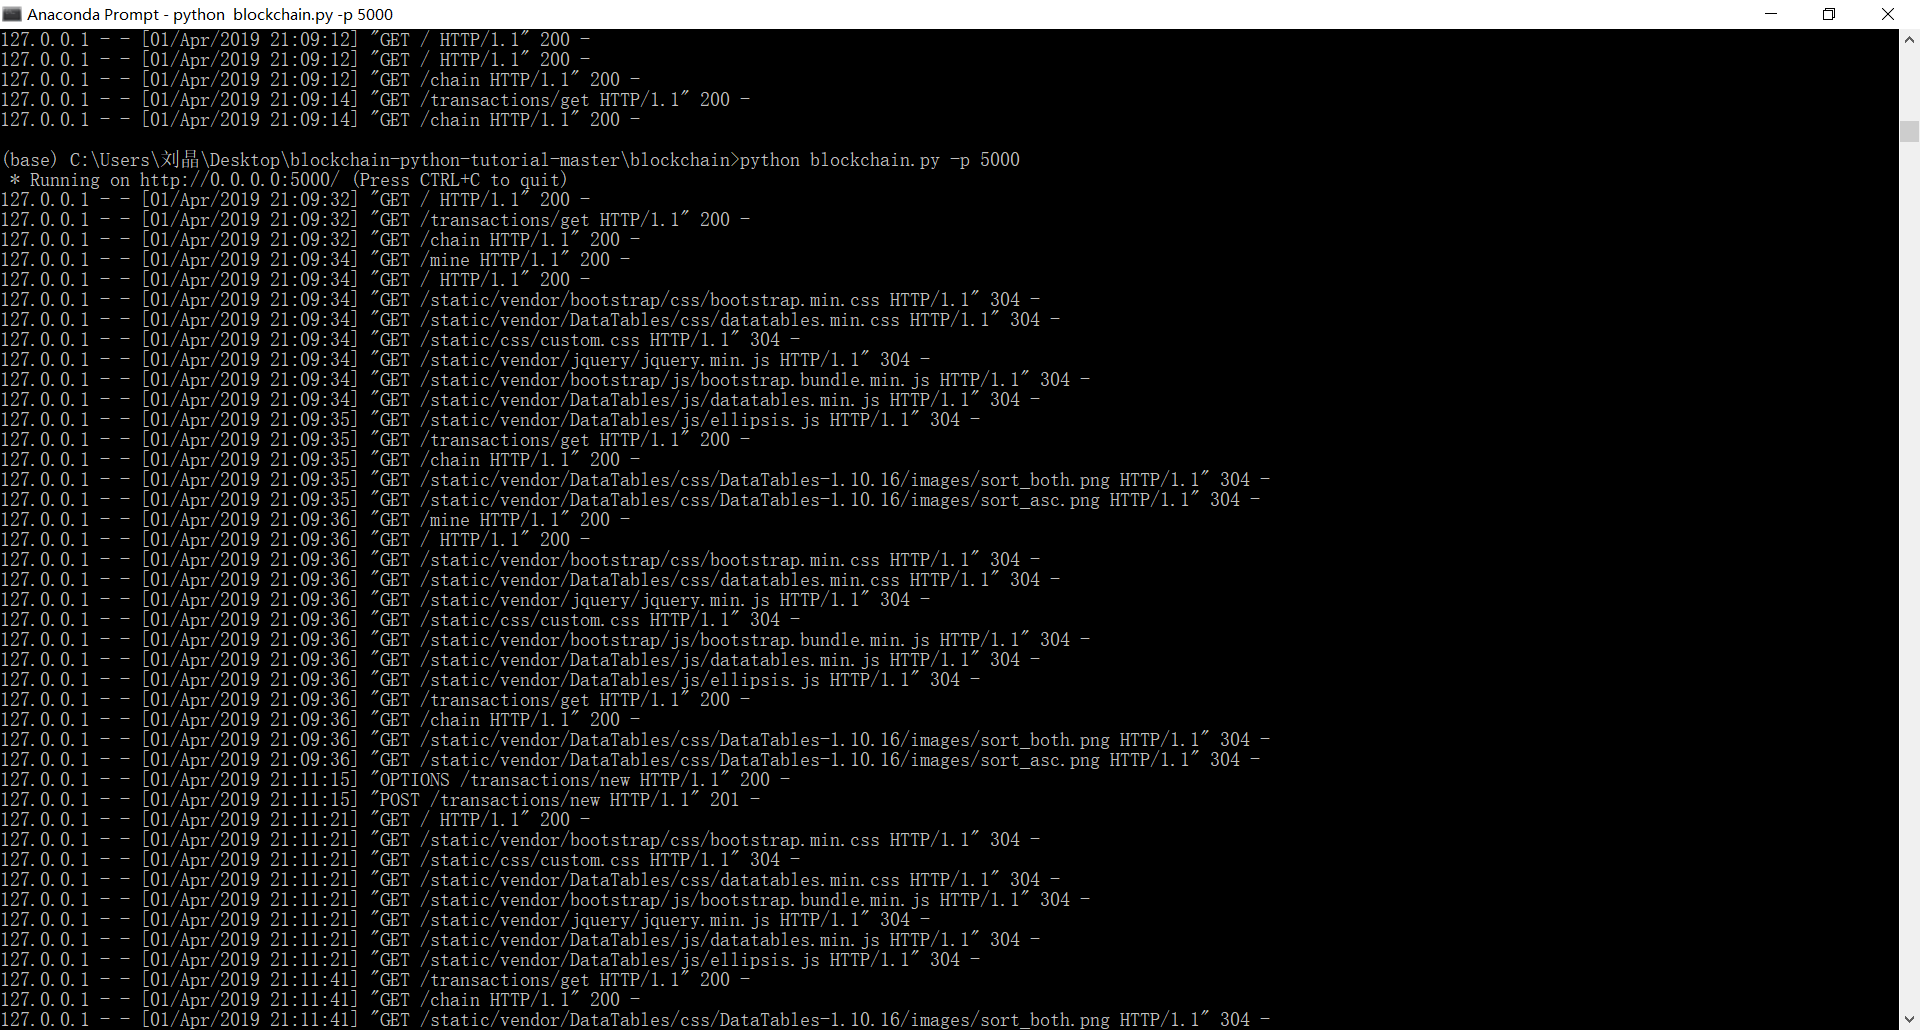 Anaconda Prompt - python  blockchain.py -p 5000
127.0.0.1 - - [01/Apr/2019 21:09:12] "GET / HTTP/1.1" 200 -
127.0.0.1 - - [01/Apr/2019 21:09:12] "GET / HTTP/1.1" 200 -
127.0.0.1 - - [01/Apr/2019 21:09:12] "GET /chain HTTP/1.1" 200 -
127.0.0.1 - - [01/Apr/2019 21:09:14] "GET /transactions/get HTTP/1.1" 200 -
127.0.0.1 - - [01/Apr/2019 21:09:14] "GET /chain HTTP/1.1" 200 -
(base) C:\Users\刘晶\Desktop\blockchain-python-tutorial-master\blockchain>python blockchain.py -p 5000
 * Running on http://0.0.0.0:5000/ (Press CTRL+C to quit)
127.0.0.1 - - [01/Apr/2019 21:09:32] "GET / HTTP/1.1" 200 -
127.0.0.1 - - [01/Apr/2019 21:09:32] "GET /transactions/get HTTP/1.1" 200 -
127.0.0.1 - - [01/Apr/2019 21:09:32] "GET /chain HTTP/1.1" 200 -
127.0.0.1 - - [01/Apr/2019 21:09:34] "GET /mine HTTP/1.1" 200 -
127.0.0.1 - - [01/Apr/2019 21:09:34] "GET / HTTP/1.1" 200 -
127.0.0.1 - - [01/Apr/2019 21:09:34] "GET /static/vendor/bootstrap/css/bootstrap.min.css HTTP/1.1" 304 -
127.0.0.1 - - [01/Apr/2019 21:09:34] "GET /static/vendor/DataTables/css/datatables.min.css HTTP/1.1" 304 -
127.0.0.1 - - [01/Apr/2019 21:09:34] "GET /static/css/custom.css HTTP/1.1" 304 -
127.0.0.1 - - [01/Apr/2019 21:09:34] "GET /static/vendor/jquery/jquery.min.js HTTP/1.1" 304 -
127.0.0.1 - - [01/Apr/2019 21:09:34] "GET /static/vendor/bootstrap/js/bootstrap.bundle.min.js HTTP/1.1" 304 -
127.0.0.1 - - [01/Apr/2019 21:09:34] "GET /static/vendor/DataTables/js/datatables.min.js HTTP/1.1" 304 -
127.0.0.1 - - [01/Apr/2019 21:09:35] "GET /static/vendor/DataTables/js/ellipsis.js HTTP/1.1" 304 -
127.0.0.1 - - [01/Apr/2019 21:09:35] "GET /transactions/get HTTP/1.1" 200 -
127.0.0.1 - - [01/Apr/2019 21:09:35] "GET /chain HTTP/1.1" 200 -
127.0.0.1 - - [01/Apr/2019 21:09:35] "GET /static/vendor/DataTables/css/DataTables-1.10.16/images/sort_both.png HTTP/1.1" 304 -
127.0.0.1 - - [01/Apr/2019 21:09:35] "GET /static/vendor/DataTables/css/DataTables-1.10.16/images/sort_asc.png HTTP/1.1" 304 -
127.0.0.1 - - [01/Apr/2019 21:09:36] "GET /mine HTTP/1.1" 200 -
127.0.0.1 - - [01/Apr/2019 21:09:36] "GET / HTTP/1.1" 200 -
127.0.0.1 - - [01/Apr/2019 21:09:36] "GET /static/vendor/bootstrap/css/bootstrap.min.css HTTP/1.1" 304 -
127.0.0.1 - - [01/Apr/2019 21:09:36] "GET /static/vendor/DataTables/css/datatables.min.css HTTP/1.1" 304 -
127.0.0.1 - - [01/Apr/2019 21:09:36] "GET /static/vendor/jquery/jquery.min.js HTTP/1.1" 304 -
127.0.0.1 - - [01/Apr/2019 21:09:36] "GET /static/css/custom.css HTTP/1.1" 304 -
127.0.0.1 - - [01/Apr/2019 21:09:36] "GET /static/vendor/bootstrap/js/bootstrap.bundle.min.js HTTP/1.1" 304 -
127.0.0.1 - - [01/Apr/2019 21:09:36] "GET /static/vendor/DataTables/js/datatables.min.js HTTP/1.1" 304 -
127.0.0.1 - - [01/Apr/2019 21:09:36] "GET /static/vendor/DataTables/js/ellipsis.js HTTP/1.1" 304 -
127.0.0.1 - - [01/Apr/2019 21:09:36] "GET /transactions/get HTTP/1.1" 200 -
127.0.0.1 - - [01/Apr/2019 21:09:36] "GET /chain HTTP/1.1" 200 -
127.0.0.1 - - [01/Apr/2019 21:09:36] "GET /static/vendor/DataTables/css/DataTables-1.10.16/images/sort_both.png HTTP/1.1" 304 -
127.0.0.1 - - [01/Apr/2019 21:09:36] "GET /static/vendor/DataTables/css/DataTables-1.10.16/images/sort_asc.png HTTP/1.1" 304 -
127.0.0.1 - - [01/Apr/2019 21:11:15] "OPTIONS /transactions/new HTTP/1.1" 200 -
127.0.0.1 - - [01/Apr/2019 21:11:15] "POST /transactions/new HTTP/1.1" 201 -
127.0.0.1 - - [01/Apr/2019 21:11:21] "GET / HTTP/1.1" 200 -
127.0.0.1 - - [01/Apr/2019 21:11:21] "GET /static/vendor/bootstrap/css/bootstrap.min.css HTTP/1.1" 304 -
127.0.0.1 - - [01/Apr/2019 21:11:21] "GET /static/css/custom.css HTTP/1.1" 304 -
127.0.0.1 - - [01/Apr/2019 21:11:21] "GET /static/vendor/DataTables/css/datatables.min.css HTTP/1.1" 304 -
127.0.0.1 - - [01/Apr/2019 21:11:21] "GET /static/vendor/bootstrap/js/bootstrap.bundle.min.js HTTP/1.1" 304 -
127.0.0.1 - - [01/Apr/2019 21:11:21] "GET /static/vendor/jquery/jquery.min.js HTTP/1.1" 304 -
127.0.0.1 - - [01/Apr/2019 21:11:21] "GET /static/vendor/DataTables/js/datatables.min.js HTTP/1.1" 304 -
127.0.0.1 - - [01/Apr/2019 21:11:21] "GET /static/vendor/DataTables/js/ellipsis.js HTTP/1.1" 304 -
127.0.0.1 - - [01/Apr/2019 21:11:41] "GET /transactions/get HTTP/1.1" 200 -
127.0.0.1 - - [01/Apr/2019 21:11:41] "GET /chain HTTP/1.1" 200 -
127.0.0.1 - - [01/Apr/2019 21:11:41] "GET /static/vendor/DataTables/css/DataTables-1.10.16/images/sort_both.png HTTP/1.1" 304 -